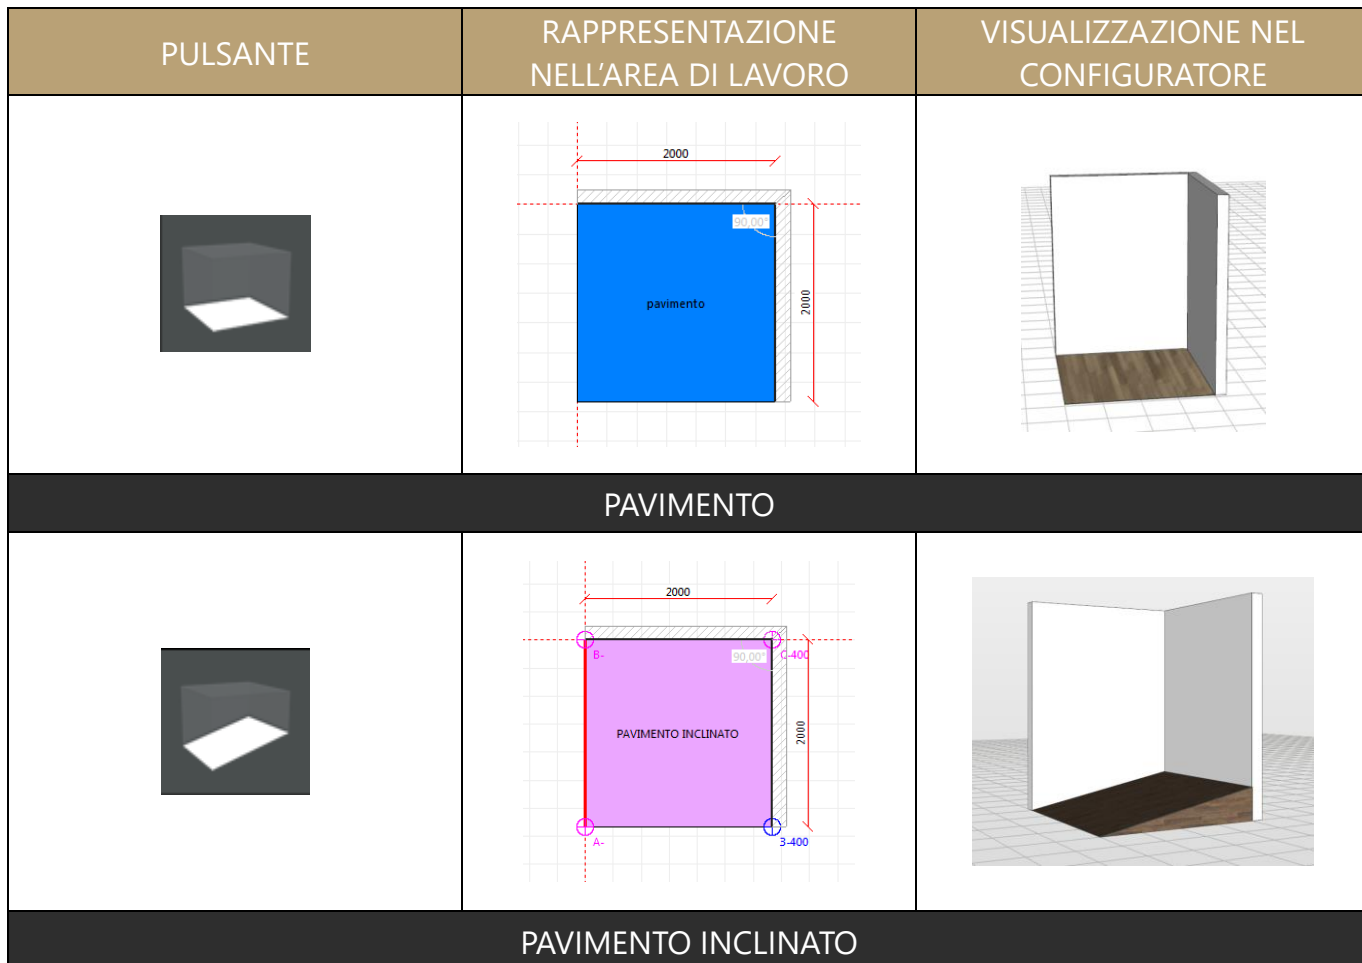 PULSANTE
RAPPRESENTAZIONE
NELL'AREA DI LAVORO
VISUALIZZAZIONE NEL
CONFIGURATORE
2000
90,00°
pavimento
2000
PAVIMENTO
2000
B-
90,00°
C-400
PAVIMENTO INCLINATO
2000
A-
3-400
PAVIMENTO INCLINATO